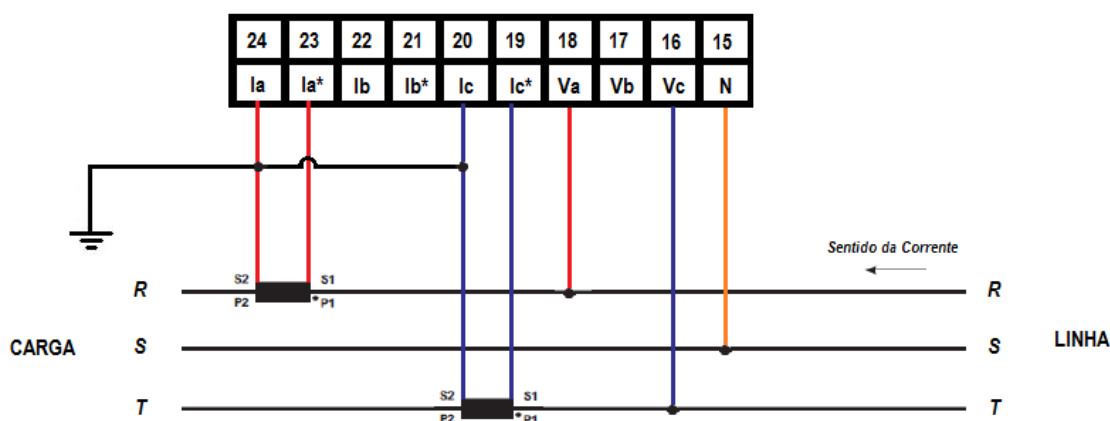 24 23 22 21 20 19 18 17 16 15
Ia Ia* Ib Ib* Ic Ic* Va Vb Vc N
Sentido da Corrente
S2 S1
R R
P2 *P1
CARGA S S LINHA
S2 S1
T T
P2 *P1